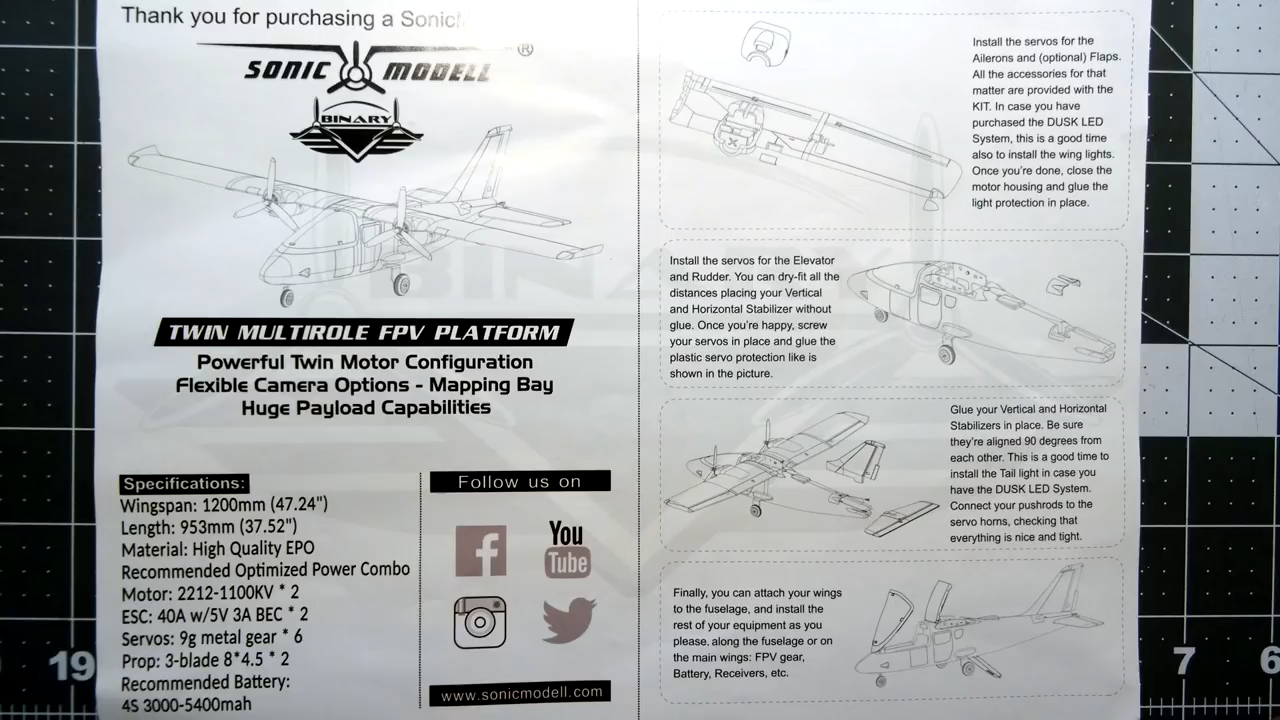 Thank you for purchasing a Sonic
®
SONIC MODELL
BINARY
TWIN MULTIROLE FPV PLATFORM
Powerful Twin Motor Configuration
Flexible Camera Options - Mapping Bay
Huge Payload Capabilities
Specifications:
Wingspan: 1200mm (47.24")
Length: 953mm (37.52")
Material: High Quality EPO
Recommended Optimized Power Combo
Motor: 2212-1100KV * 2
ESC: 40A w/5V 3A BEC * 2
Servos: 9g metal gear * 6
Prop: 3-blade 8*4.5 * 2
Recommended Battery:
4S 3000-5400mah
Follow us on
You
Tube
www.sonicmodell.com
Install the servos for the
Ailerons and (optional) Flaps.
All the accessories for that
matter are provided with the
KIT. In case you have
purchased the DUSK LED
System, this is a good time
also to install the wing lights.
Once you're done, close the
motor housing and glue the
light protection in place.
Install the servos for the Elevator
and Rudder. You can dry-fit all the
distances placing your Vertical
and Horizontal Stabilizer without
glue. Once you're happy, screw
your servos in place and glue the
plastic servo protection like is
shown in the picture.
Glue your Vertical and Horizontal
Stabilizers in place. Be sure
they're aligned 90 degrees from
each other. This is a good time to
install the Tail light in case you
have the DUSK LED System.
Connect your pushrods to the
servo horns, checking that
everything is nice and tight.
Finally, you can attach your wings
to the fuselage, and install the
rest of your equipment as you
please, along the fuselage or on
the main wings: FPV gear,
Battery, Receivers, etc.
BINARY
19
7
6